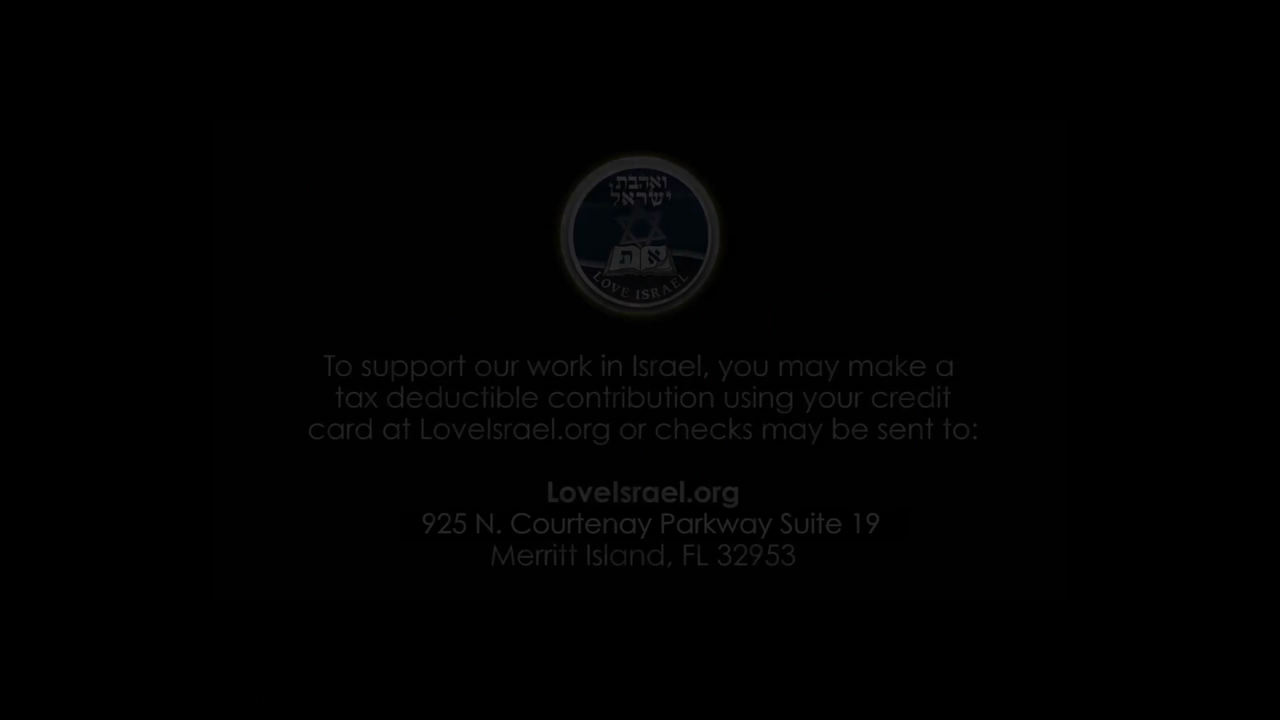 ואהבת
ישראל
את
LOVE ISRAEL
To support our work in Israel, you may make a
tax deductible contribution using your credit
card at LoveIsrael.org or checks may be sent to:
LoveIsrael.org
925 N. Courtenay Parkway Suite 19
Merritt Island, FL 32953